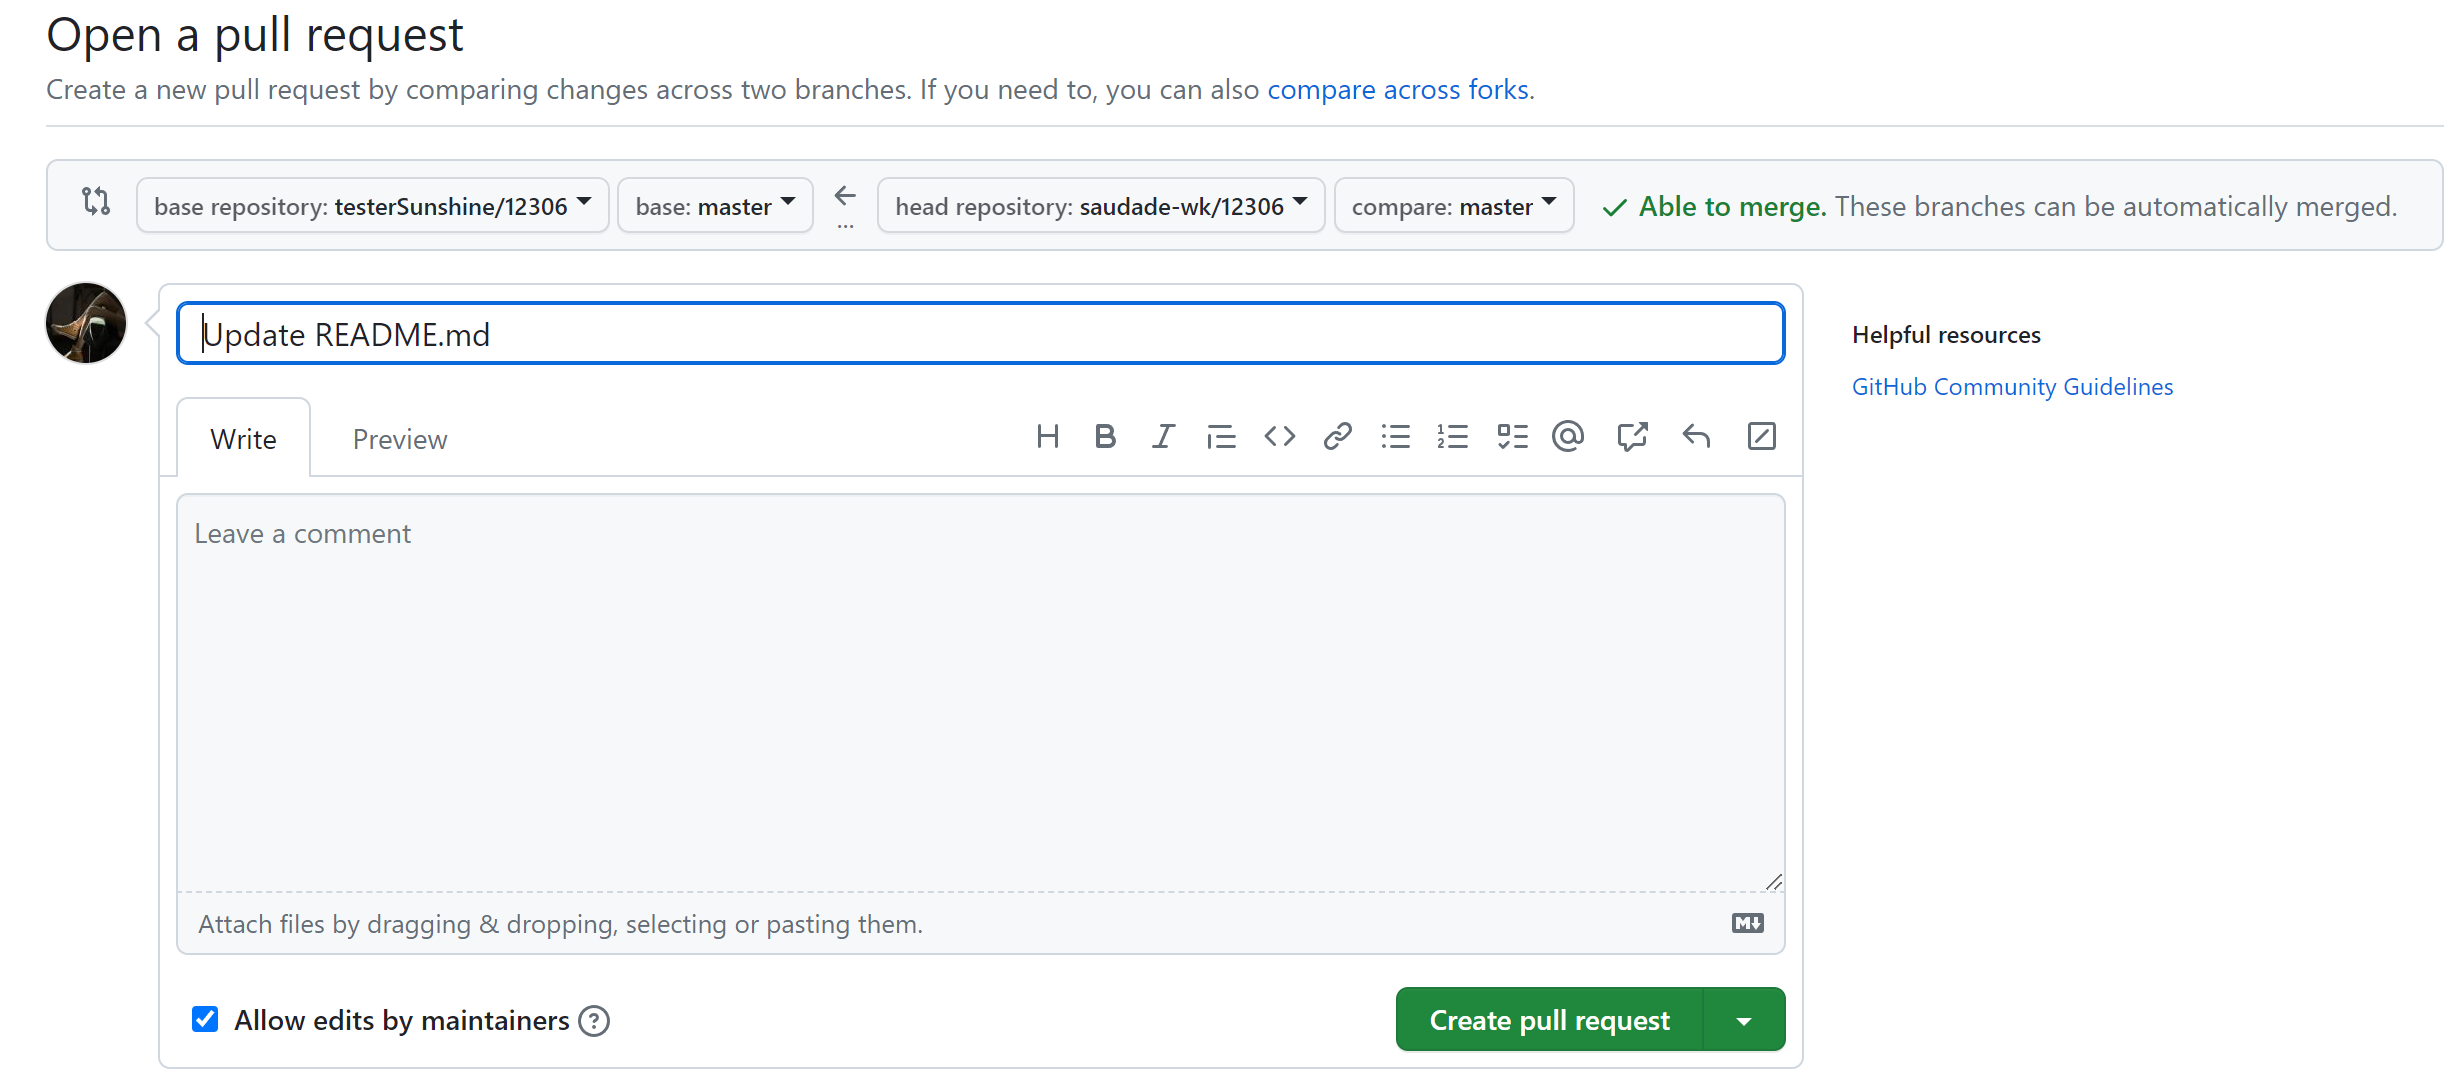 Open a pull request
Create a new pull request by comparing changes across two branches. If you need to, you can also compare across forks.
base repository: testerSunshine/12306 base: master ... head repository: saudade-wk/12306 compare: master Able to merge. These branches can be automatically merged.
Update README.md
Helpful resources
GitHub Community Guidelines
Write Preview
Leave a comment
Attach files by dragging & dropping, selecting or pasting them.
Allow edits by maintainers
Create pull request